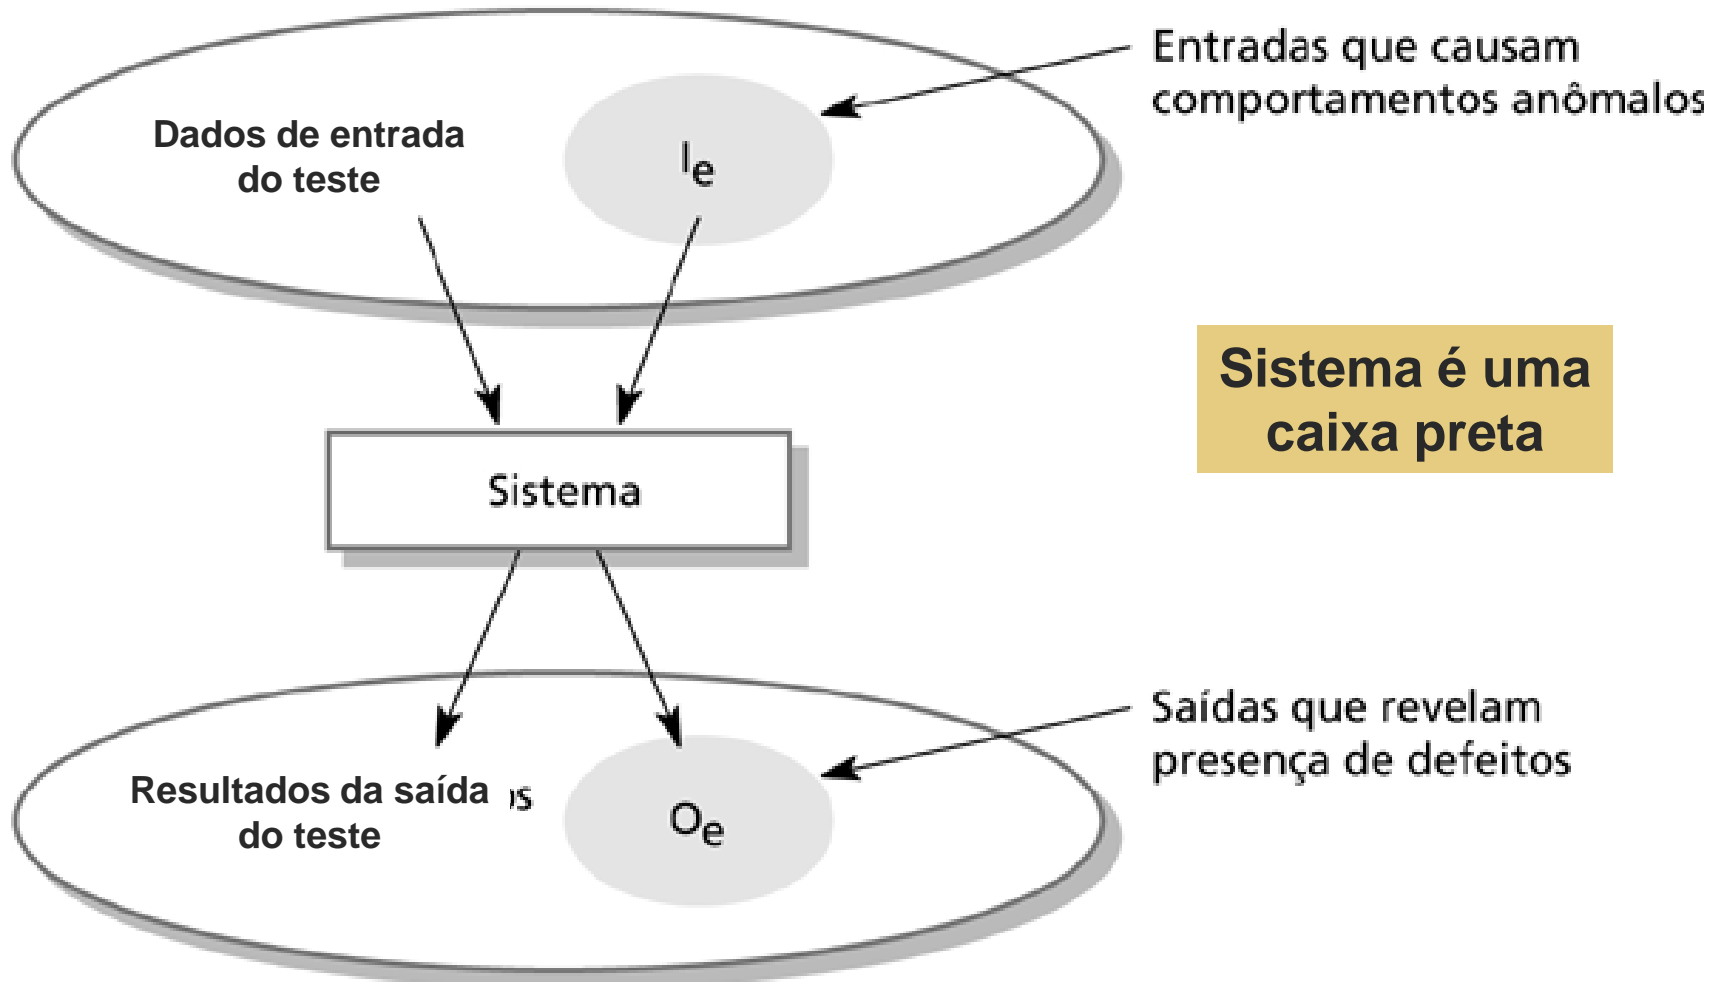 Entradas que causam
comportamentos anômalos
Dados de entrada
do teste
Ie
Sistema é uma
caixa preta
Sistema
Saídas que revelam
presença de defeitos
Resultados da saída
do teste
Oe